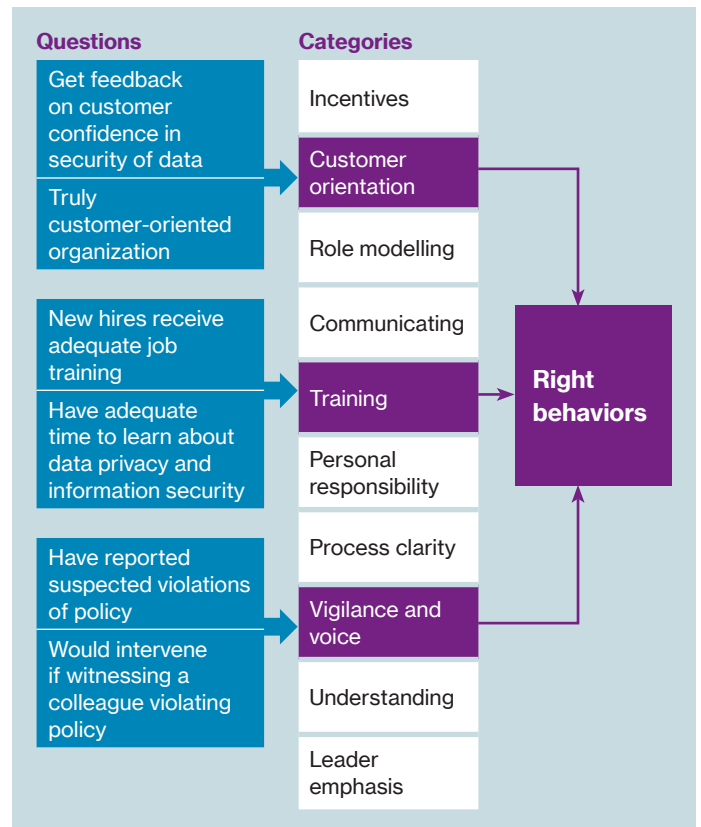 Questions
Get feedback
on customer
confidence in
security of data
Truly
customer-oriented
organization
New hires receive
adequate job
training
Have adequate
time to learn about
data privacy and
information security
Have reported
suspected violations
of policy
Would intervene
if witnessing a
colleague violating
policy
Categories
Incentives
Customer
orientation
Role modelling
Communicating
Training
Personal
responsibility
Process clarity
Vigilance and
voice
Understanding
Leader
emphasis
Right
behaviors